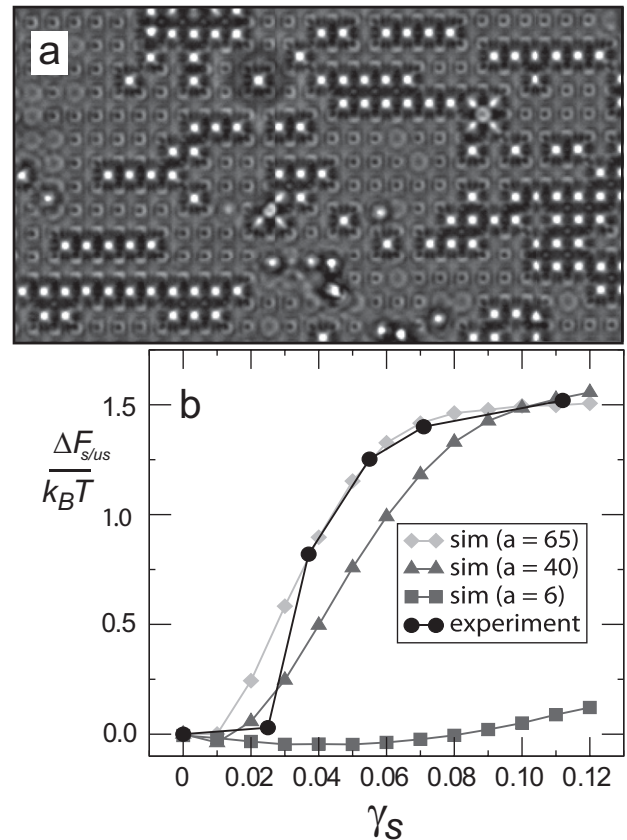 a
b
1.5
1.0
0.5
0.0
ΔF_{s/us}
k_BT
sim (a = 65)
sim (a = 40)
sim (a = 6)
experiment
0 0.02 0.04 0.06 0.08 0.10 0.12
γ_s